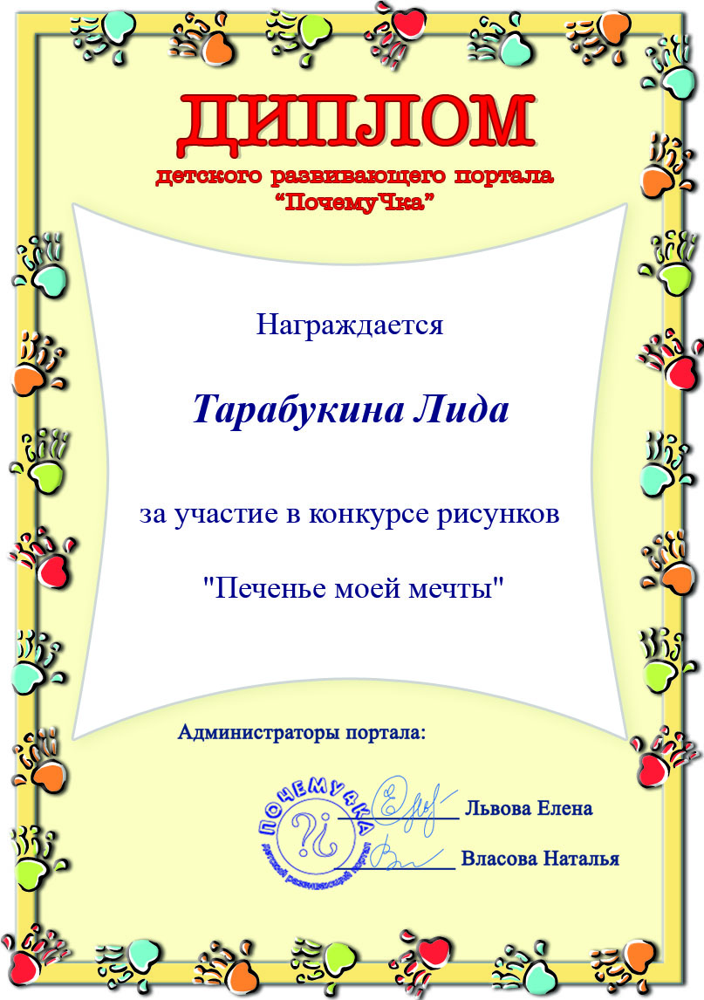 ДИПЛОМ
детского развивающего портала
“ПочемуЧка”
Награждается
Тарабукина Лида
за участие в конкурсе рисунков
"Печенье моей мечты"
Администраторы портала:
Львова Елена
Власова Наталья
ПОЧЕМУ4КА
?¿
детский развивающий портал